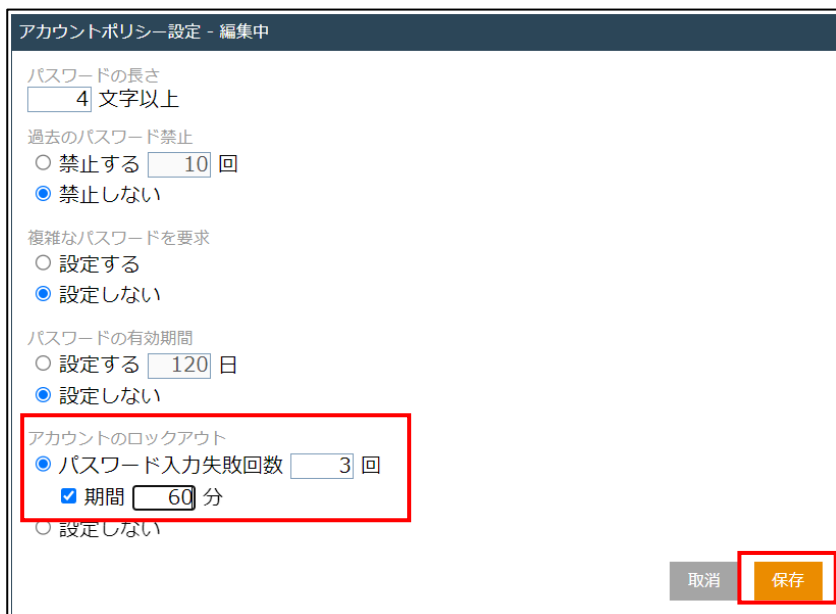 アカウントポリシー設定 - 編集中
パスワードの長さ
4 文字以上
過去のパスワード禁止
禁止する 10 回
禁止しない
複雑なパスワードを要求
設定する
設定しない
パスワードの有効期間
設定する 120 日
設定しない
アカウントのロックアウト
パスワード入力失敗回数 3 回
期間 60 分
設定しない
取消 保存